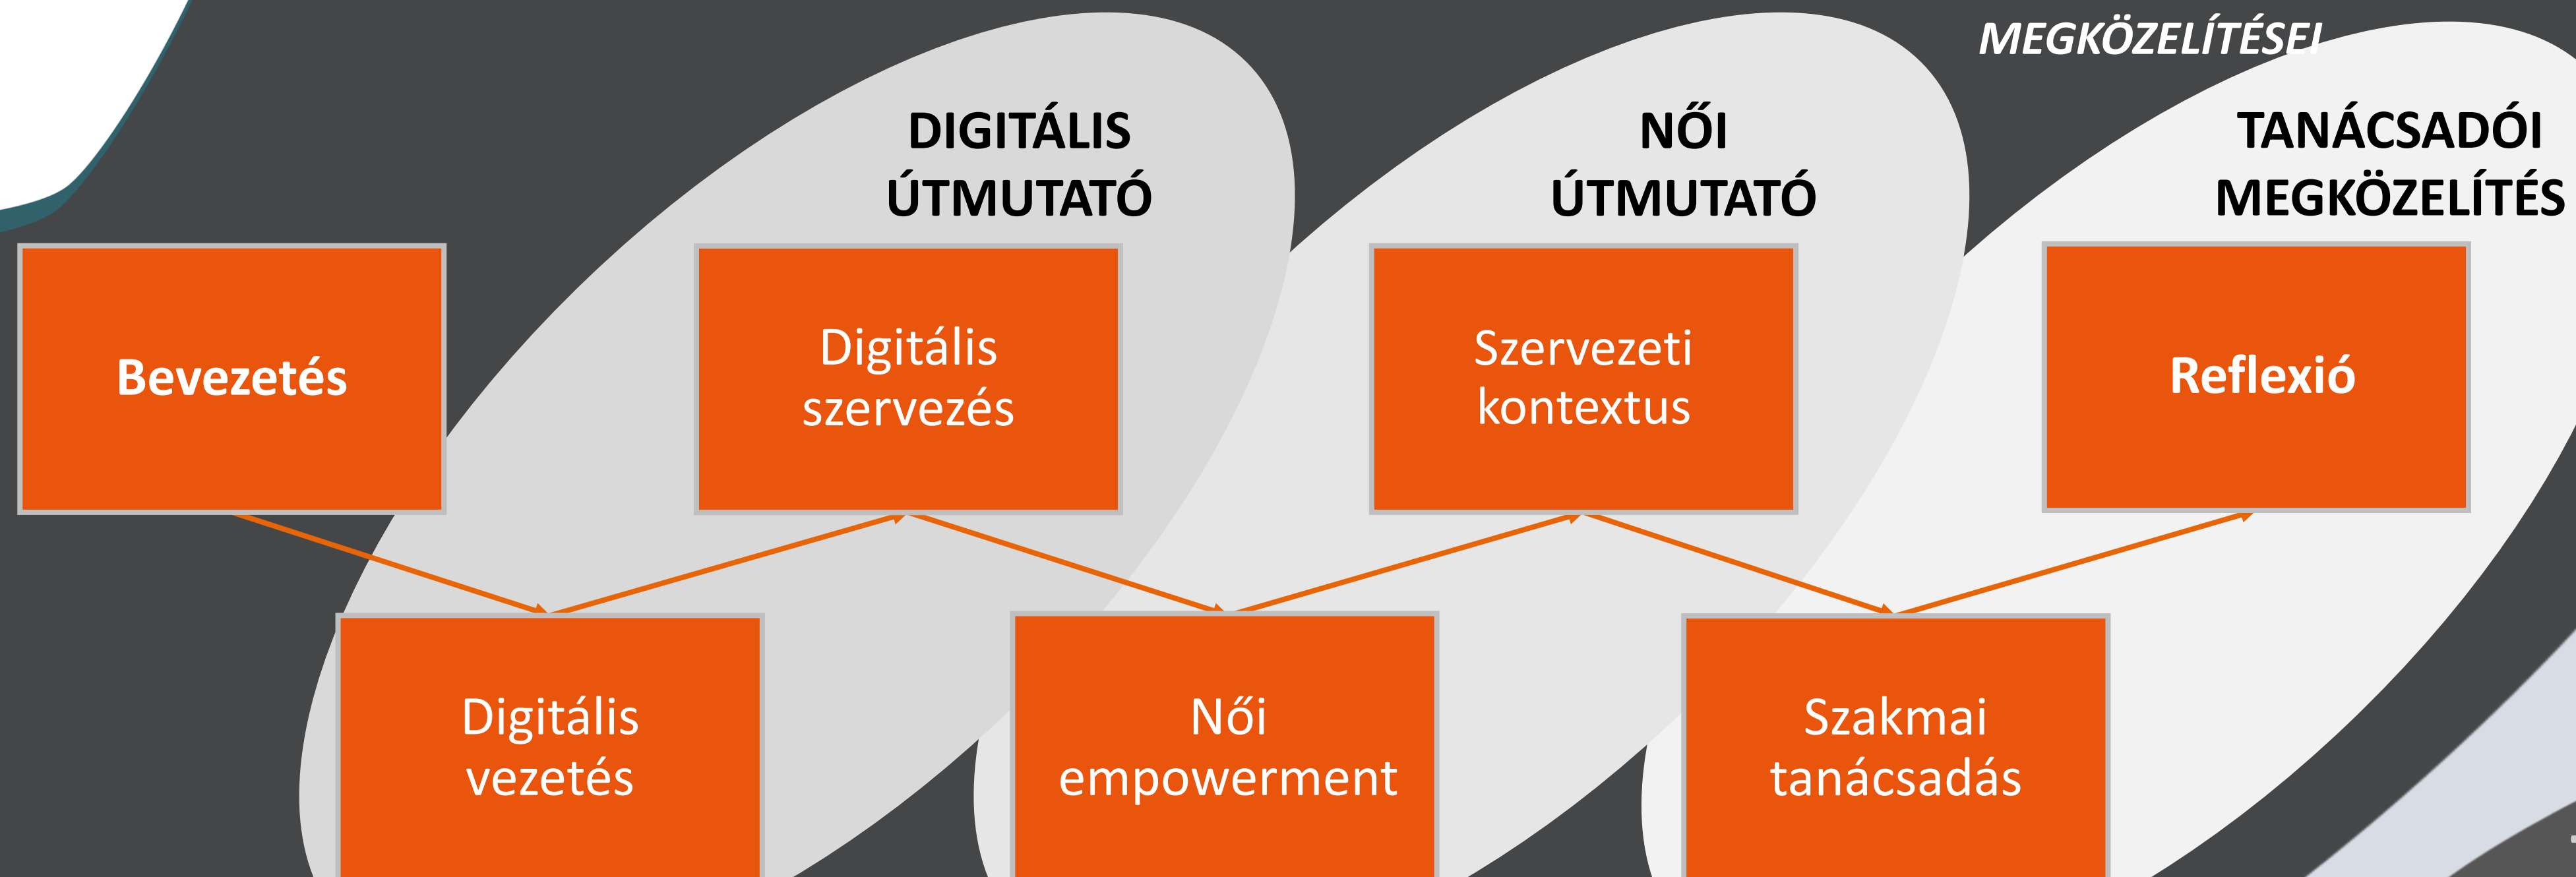 MEGKÖZELÍTÉSEI
DIGITÁLIS
ÚTMUTATÓ
NŐI
ÚTMUTATÓ
TANÁCSADÓI
MEGKÖZELÍTÉS
Bevezetés
Digitális
szervezés
Szervezeti
kontextus
Reflexió
Digitális
vezetés
Női
empowerment
Szakmai
tanácsadás